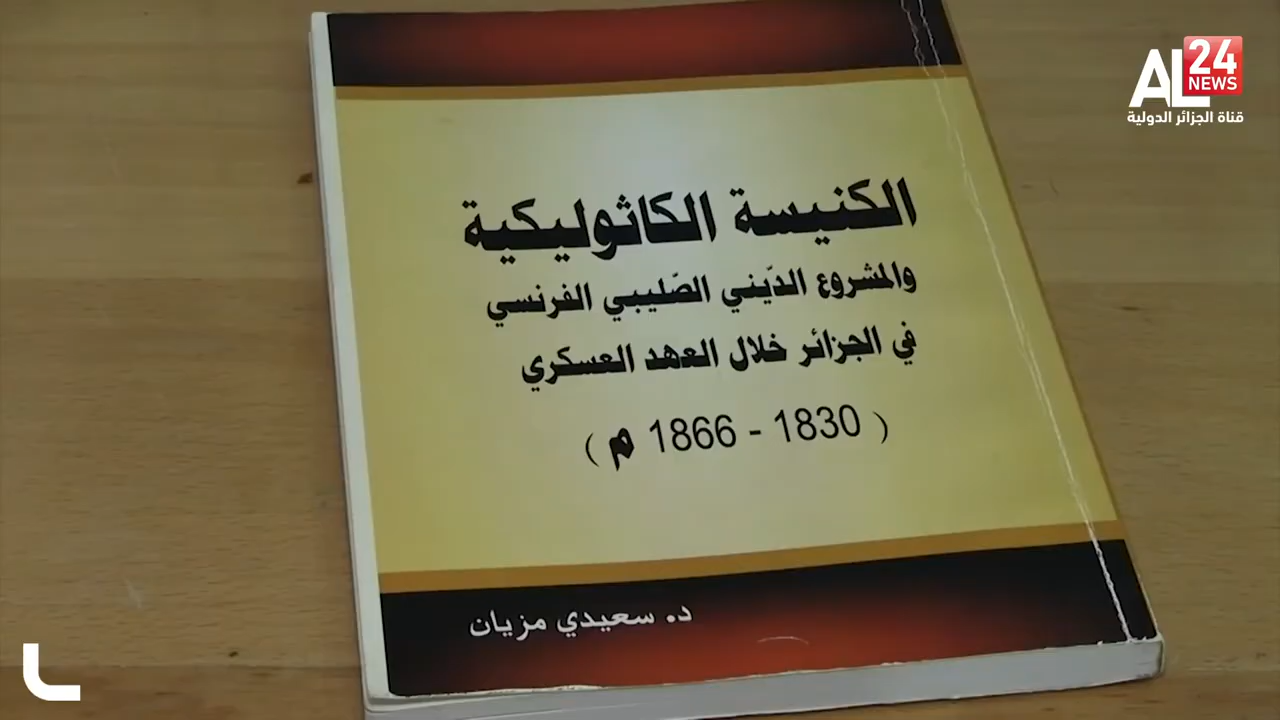 AL
24
NEWS
قناة الجزائر الدولية
الكنيسة الكاثوليكية
والمشروع الدّيني الصّليبي الفرنسي
في الجزائر خلال العهد العسكري
( 1830 - 1866 م )
د. سعيدي مزيان